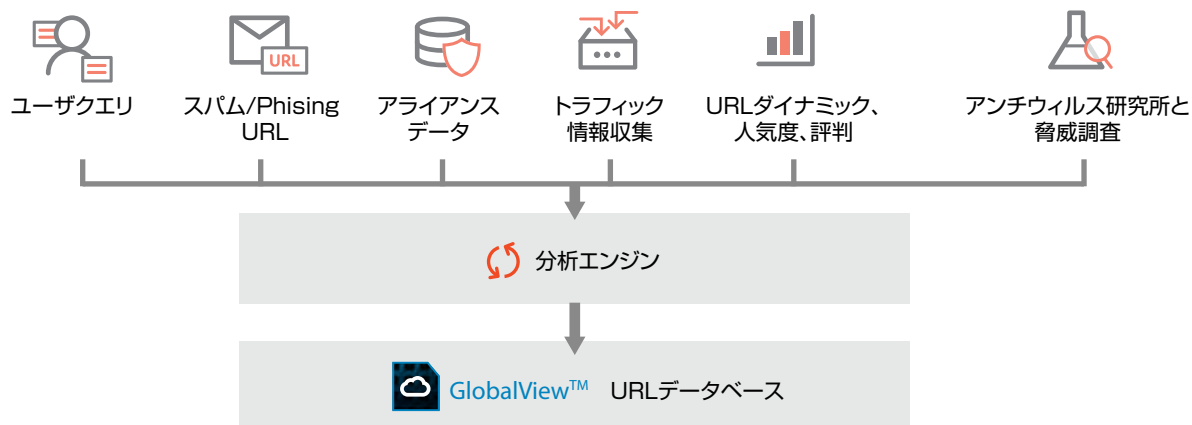 URL
ユーザクエリ
スパム/Phising
URL
アライアンス
データ
トラフィック
情報収集
URLダイナミック、
人気度、評判
アンチウィルス研究所と
脅威調査
分析エンジン
GlobalView™ URLデータベース